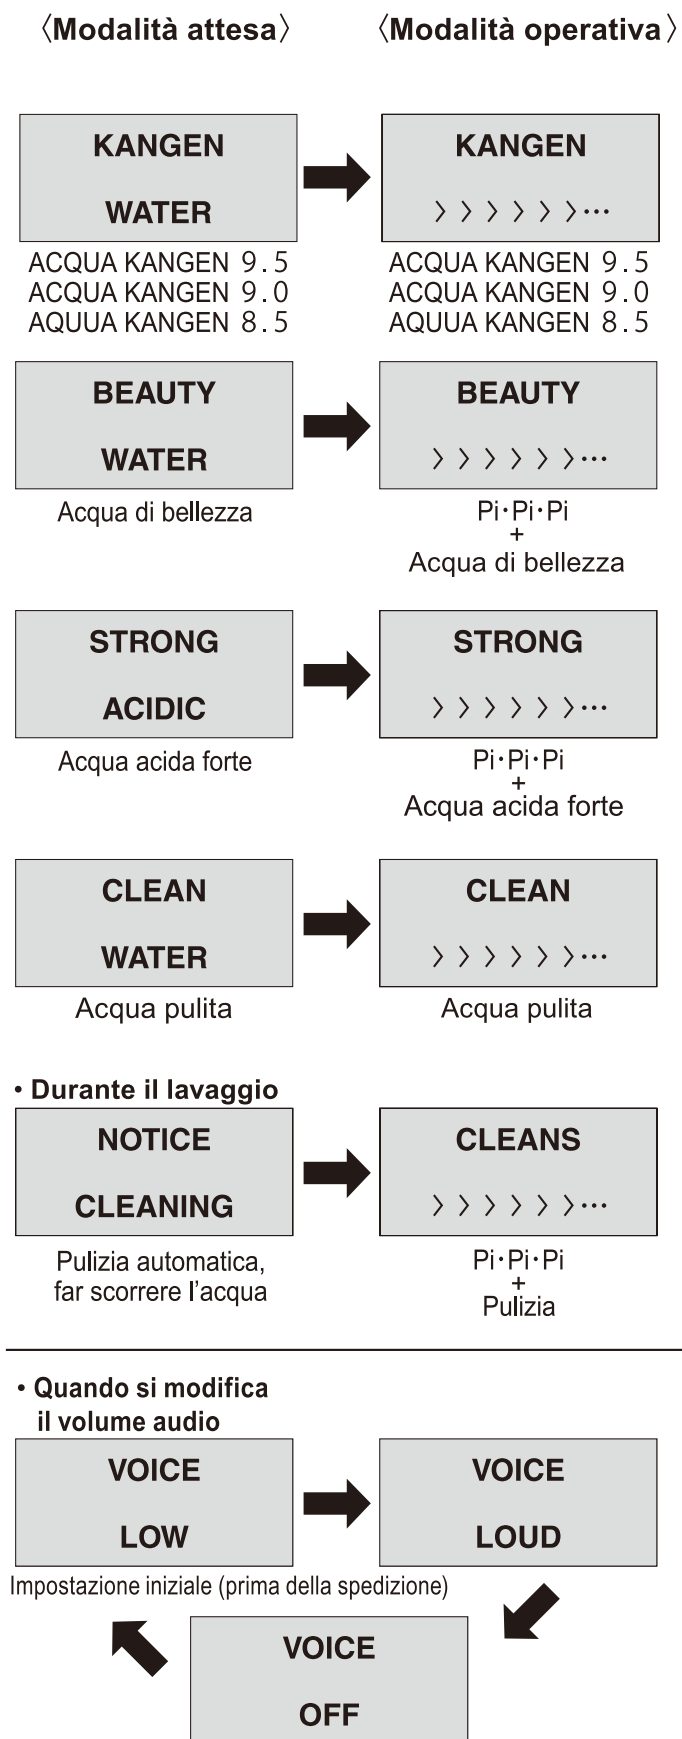 〈Modalità attesa〉 〈Modalità operativa〉
KANGEN
WATER
KANGEN
〉〉〉〉〉〉···
ACQUA KANGEN 9.5
ACQUA KANGEN 9.0
AQUUA KANGEN 8.5
ACQUA KANGEN 9.5
ACQUA KANGEN 9.0
AQUUA KANGEN 8.5
BEAUTY
WATER
BEAUTY
〉〉〉〉〉〉···
Acqua di bellezza
Pi·Pi·Pi
+
Acqua di bellezza
STRONG
ACIDIC
STRONG
〉〉〉〉〉〉···
Acqua acida forte
Pi·Pi·Pi
+
Acqua acida forte
CLEAN
WATER
CLEAN
〉〉〉〉〉〉···
Acqua pulita
Acqua pulita
• Durante il lavaggio
NOTICE
CLEANING
CLEANS
〉〉〉〉〉〉···
Pulizia automatica,
far scorrere l'acqua
Pi·Pi·Pi
+
Pulizia
• Quando si modifica
il volume audio
VOICE
LOW
VOICE
LOUD
Impostazione iniziale (prima della spedizione)
VOICE
OFF